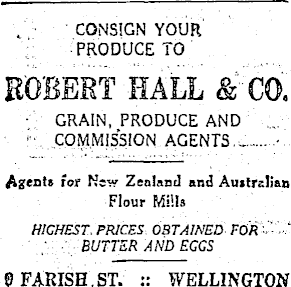 CONSIGN YOUR
PRODUCE TO
ROBERT HALL & CO.
GRAIN, PRODUCE AND
COMMISSION AGENTS
Agents for New Zealand and Australian
Flour Mills
HIGHEST PRICES OBTAINED FOR
BUTTER AND EGGS
9 FARISH ST. :: WELLINGTON